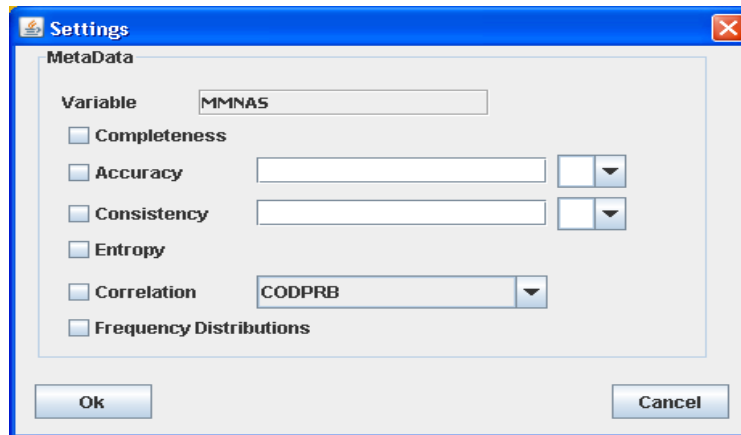 Settings
MetaData
Variable MMNAS
Completeness
Accuracy
Consistency
Entropy
Correlation CODPRB
Frequency Distributions
Ok Cancel